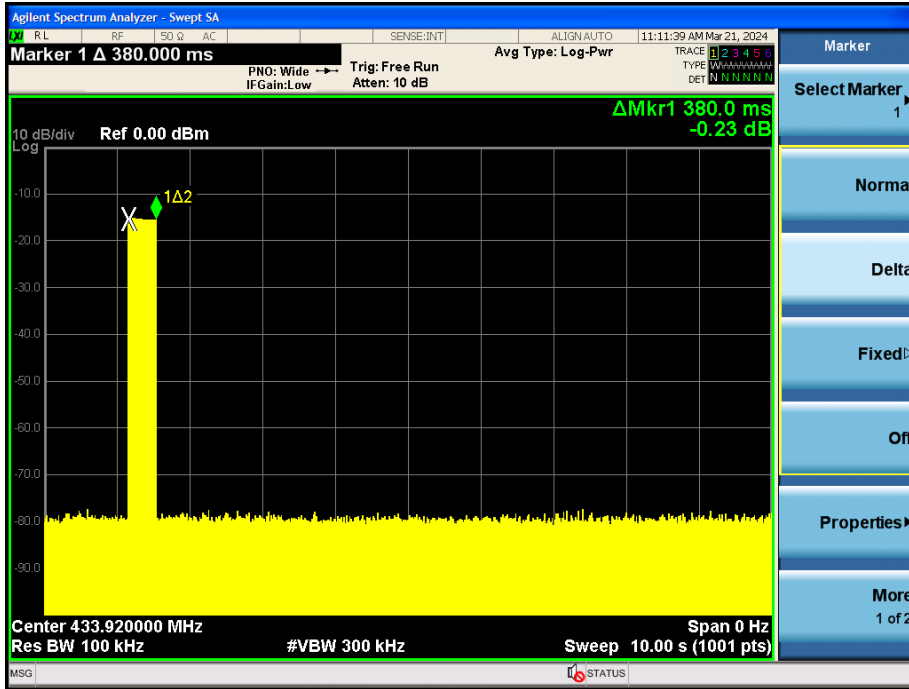 Agilent Spectrum Analyzer - Swept SA
LXI RL RF 50 Ω AC SENSE:INT ALIGN AUTO 11:11:39 AM Mar 21, 2024
Marker 1 Δ 380.000 ms
PNO: Wide
IFGain:Low
Trig: Free Run
Atten: 10 dB
Avg Type: Log-Pwr
TRACE 1 2 3 4 5 6
TYPE
DET N N N N N N
ΔMkr1 380.0 ms
-0.23 dB
10 dB/div Ref 0.00 dBm
Log
1Δ2
X
-10.0
-20.0
-30.0
-40.0
-50.0
-60.0
-70.0
-80.0
-90.0
Center 433.920000 MHz Span 0 Hz
Res BW 100 kHz #VBW 300 kHz Sweep 10.00 s (1001 pts)
MSG STATUS
Marker
Select Marker
1
Norma
Delta
Fixed
Off
Properties
More
1 of 2